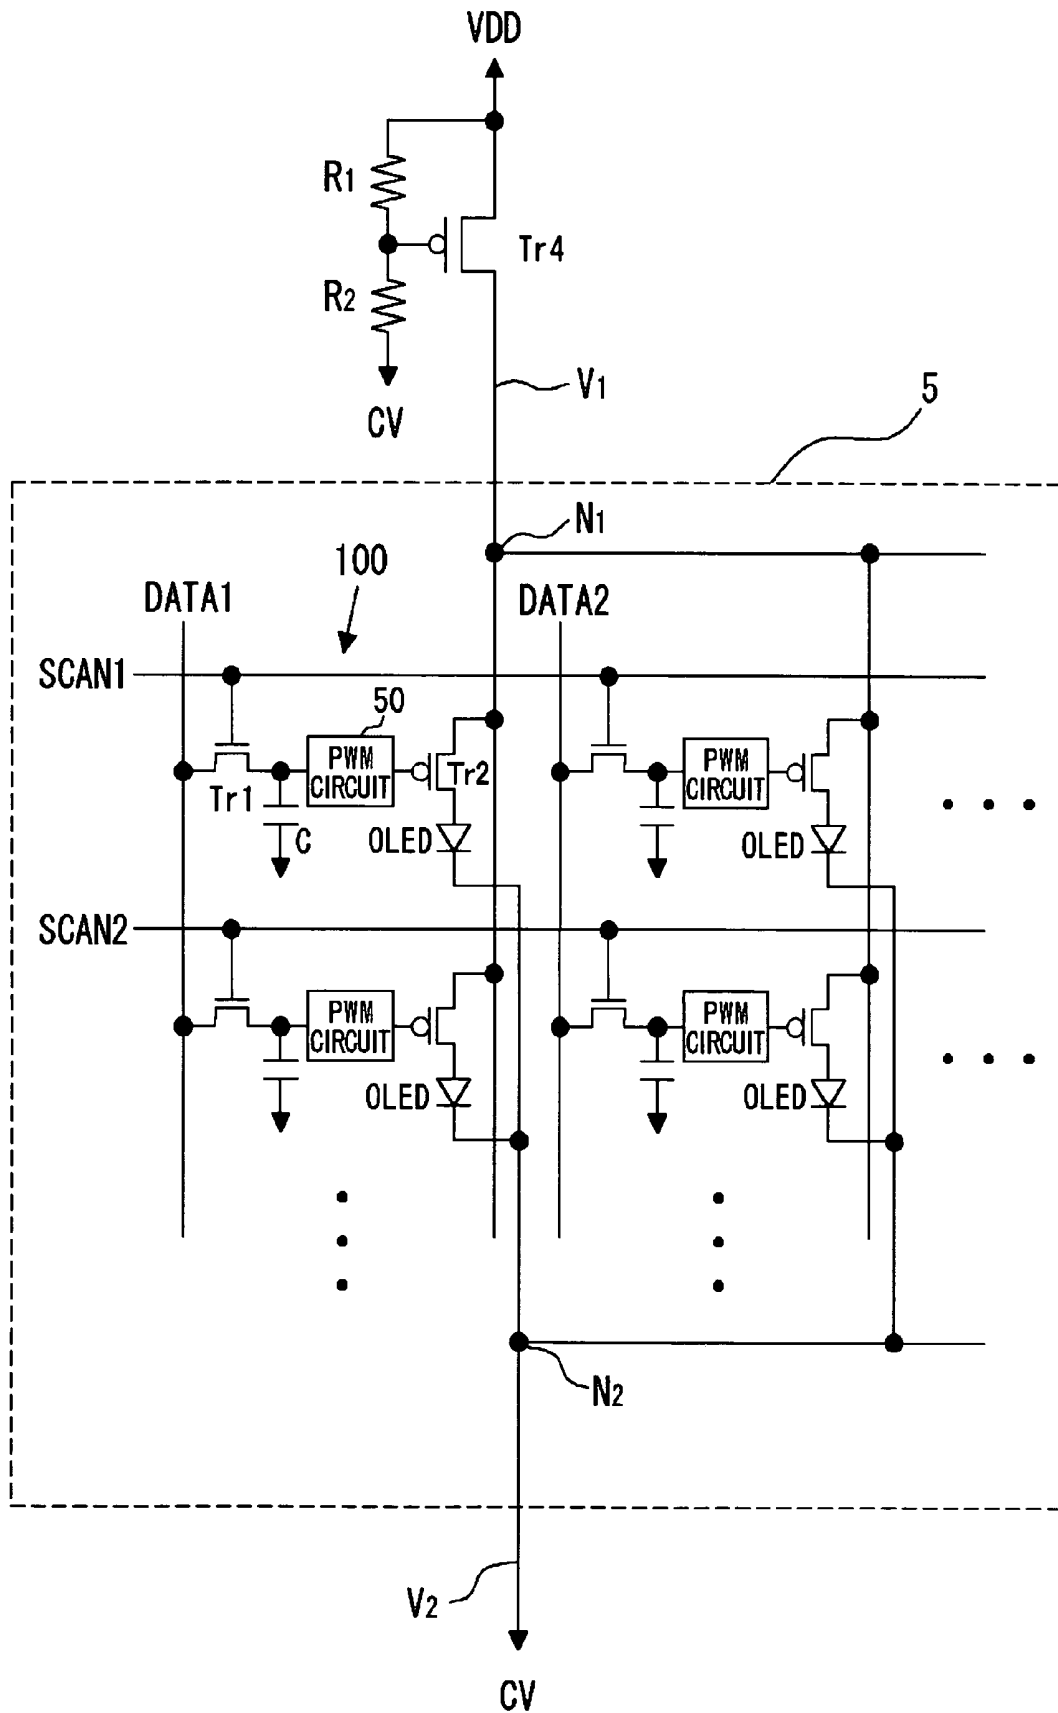 VDD
R1
Tr4
R2
V1
CV
5
N1
100
DATA1
DATA2
SCAN1
50
PWM
CIRCUIT
Tr2
PWM
CIRCUIT
Tr1
C
OLED
OLED
SCAN2
PWM
CIRCUIT
PWM
CIRCUIT
OLED
OLED
N2
V2
CV